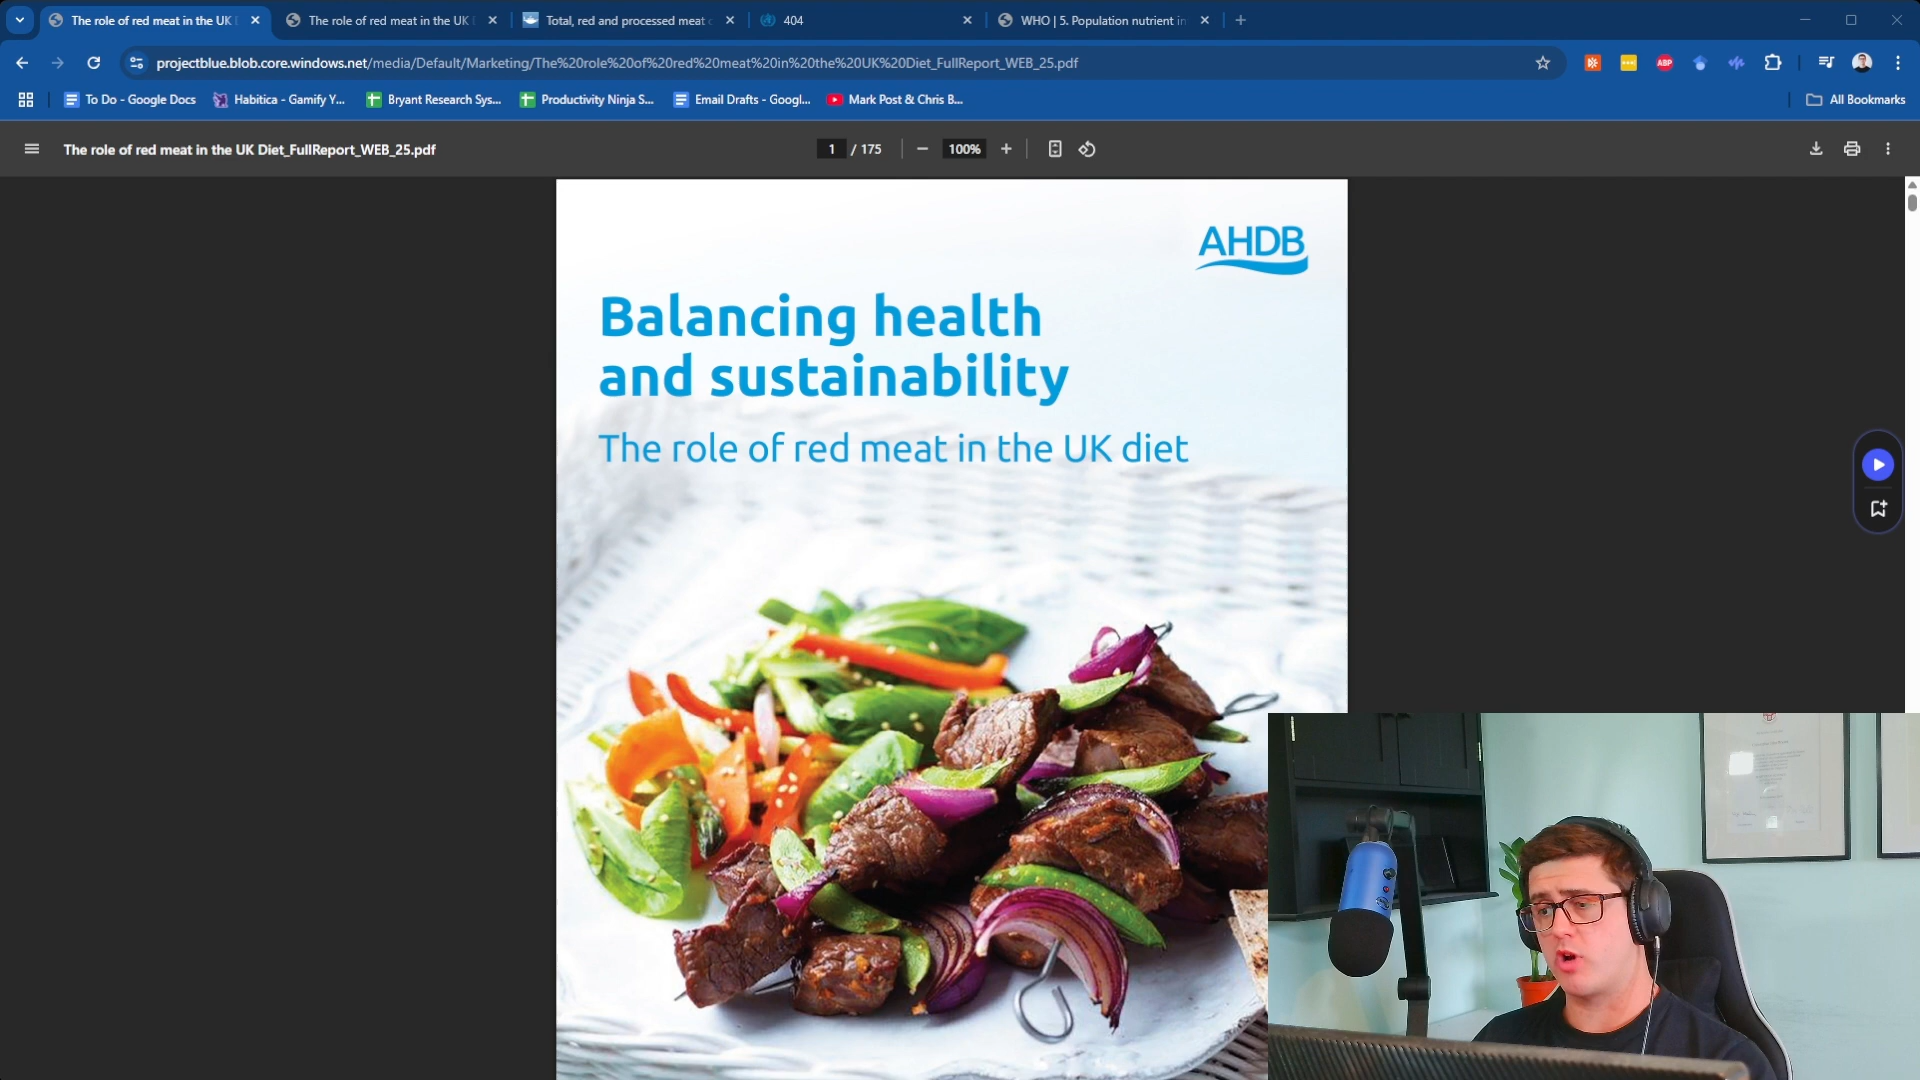 The role of red meat in the UK
The role of red meat in the UK
Total, red and processed meat
404
WHO | 5. Population nutrient in
projectblue.blob.core.windows.net/media/Default/Marketing/The%20role%20of%20red%20meat%20in%20the%20UK%20Diet_FullReport_WEB_25.pdf
ABP
To Do - Google Docs
Habitica - Gamify Y...
Bryant Research Sys...
Productivity Ninja S...
Email Drafts - Googl...
Mark Post & Chris B...
All Bookmarks
The role of red meat in the UK Diet_FullReport_WEB_25.pdf
1 / 175
100%
AHDB
Balancing health
and sustainability
The role of red meat in the UK diet